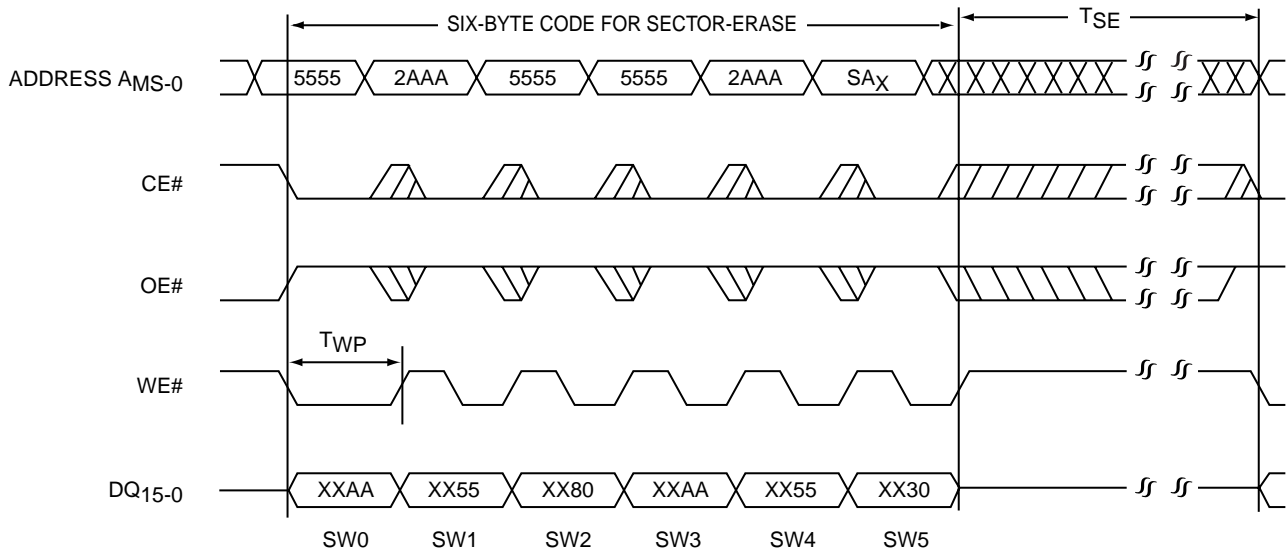 SIX-BYTE CODE FOR SECTOR-ERASE TSE
ADDRESS AMS-0 5555 2AAA 5555 5555 2AAA SAX
CE#
OE#
TWP
WE#
DQ15-0 XXAA XX55 XX80 XXAA XX55 XX30
SW0 SW1 SW2 SW3 SW4 SW5